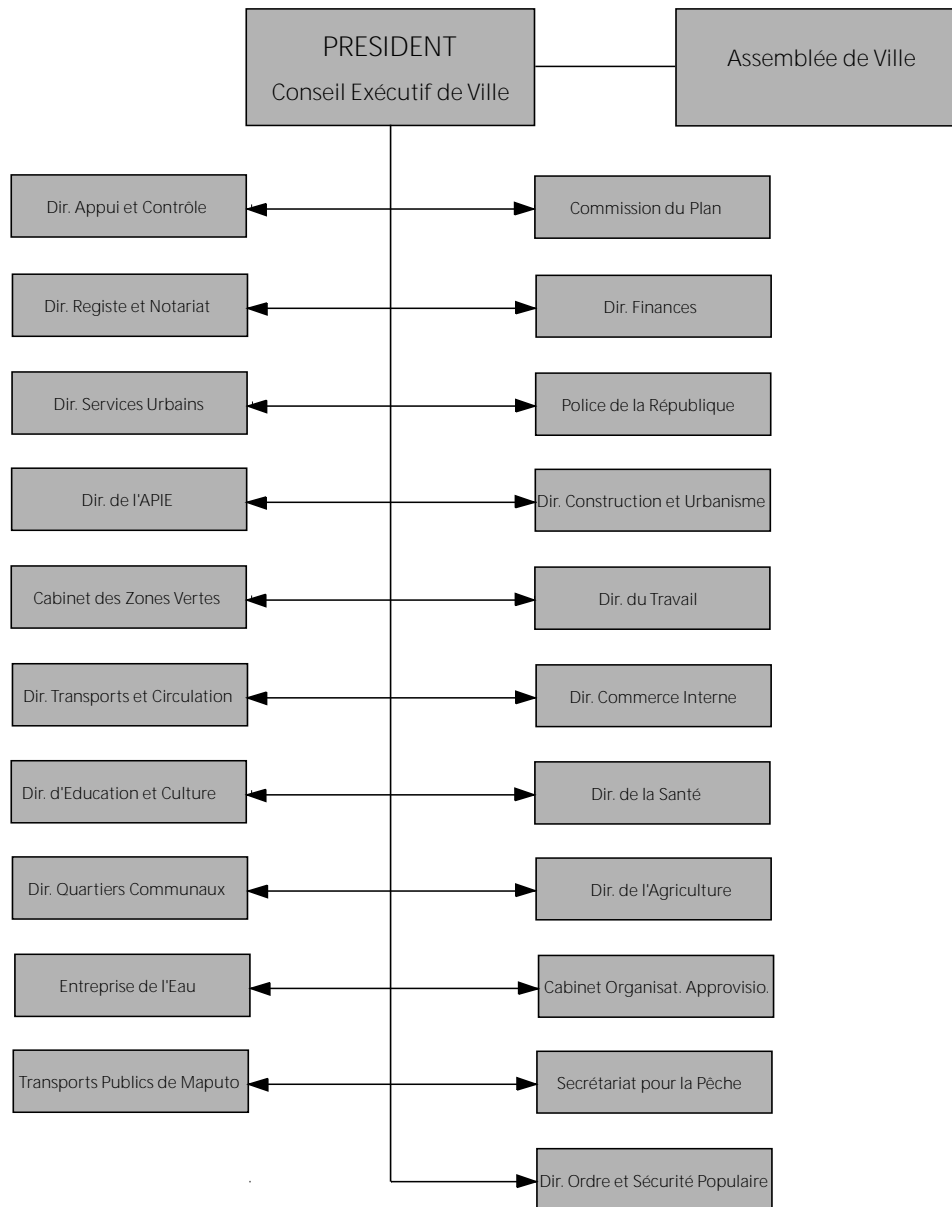 PRESIDENT
Conseil Exécutif de Ville
Assemblée de Ville
Dir. Appui et Contrôle
Commission du Plan
Dir. Registe et Notariat
Dir. Finances
Dir. Services Urbains
Police de la République
Dir. de l'APIE
Dir. Construction et Urbanisme
Cabinet des Zones Vertes
Dir. du Travail
Dir. Transports et Circulation
Dir. Commerce Interne
Dir. d'Education et Culture
Dir. de la Santé
Dir. Quartiers Communaux
Dir. de l'Agriculture
Entreprise de l'Eau
Cabinet Organisat. Approvisio.
Transports Publics de Maputo
Secrétariat pour la Pêche
Dir. Ordre et Sécurité Populaire